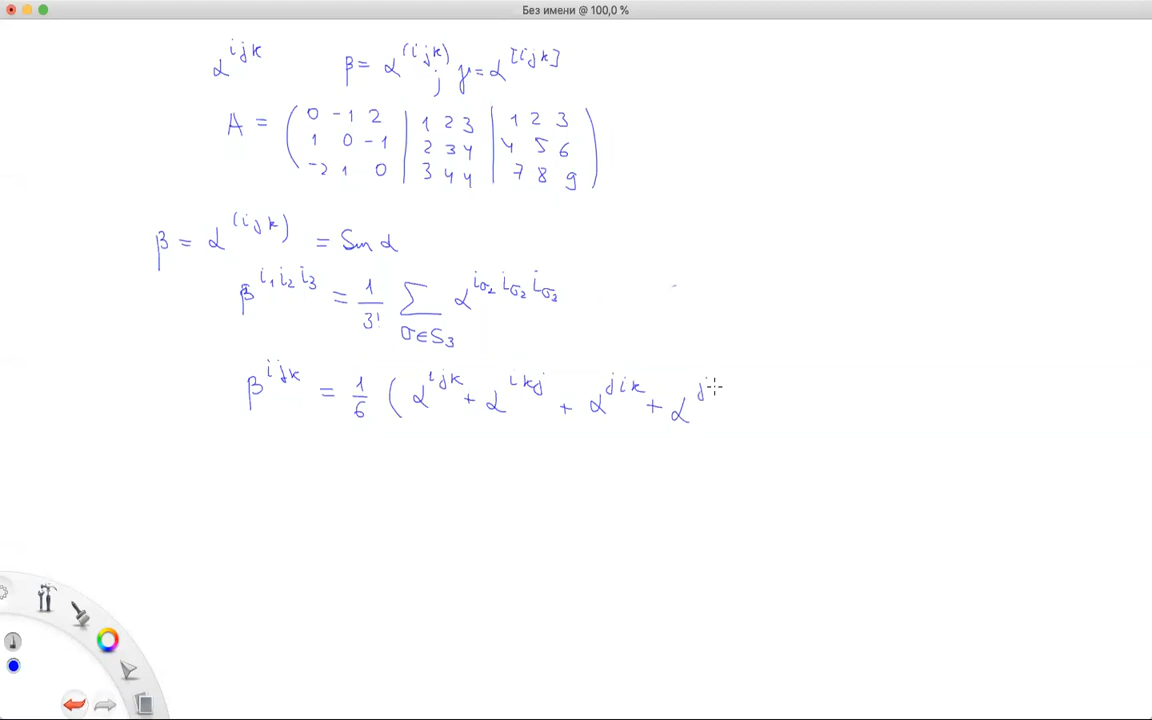 Без имени @ 100,0 %
α^{ijk} β = α^{(ijk)} ; γ = α^{[ijk]}
A = ( 0 -1 2 | 1 2 3 | 1 2 3
1 0 -1 | 2 3 4 | 4 5 6
-2 1 0 | 3 4 4 | 7 8 9 )
β = α^{(ijk)} = Sym α
β^{i₁i₂i₃} = 1/3! ∑_{σ∈S₃} α^{i_{σ₁} i_{σ₂} i_{σ₃}}
β^{ijk} = 1/6 ( α^{ijk} + α^{ikj} + α^{jik} + α^{j